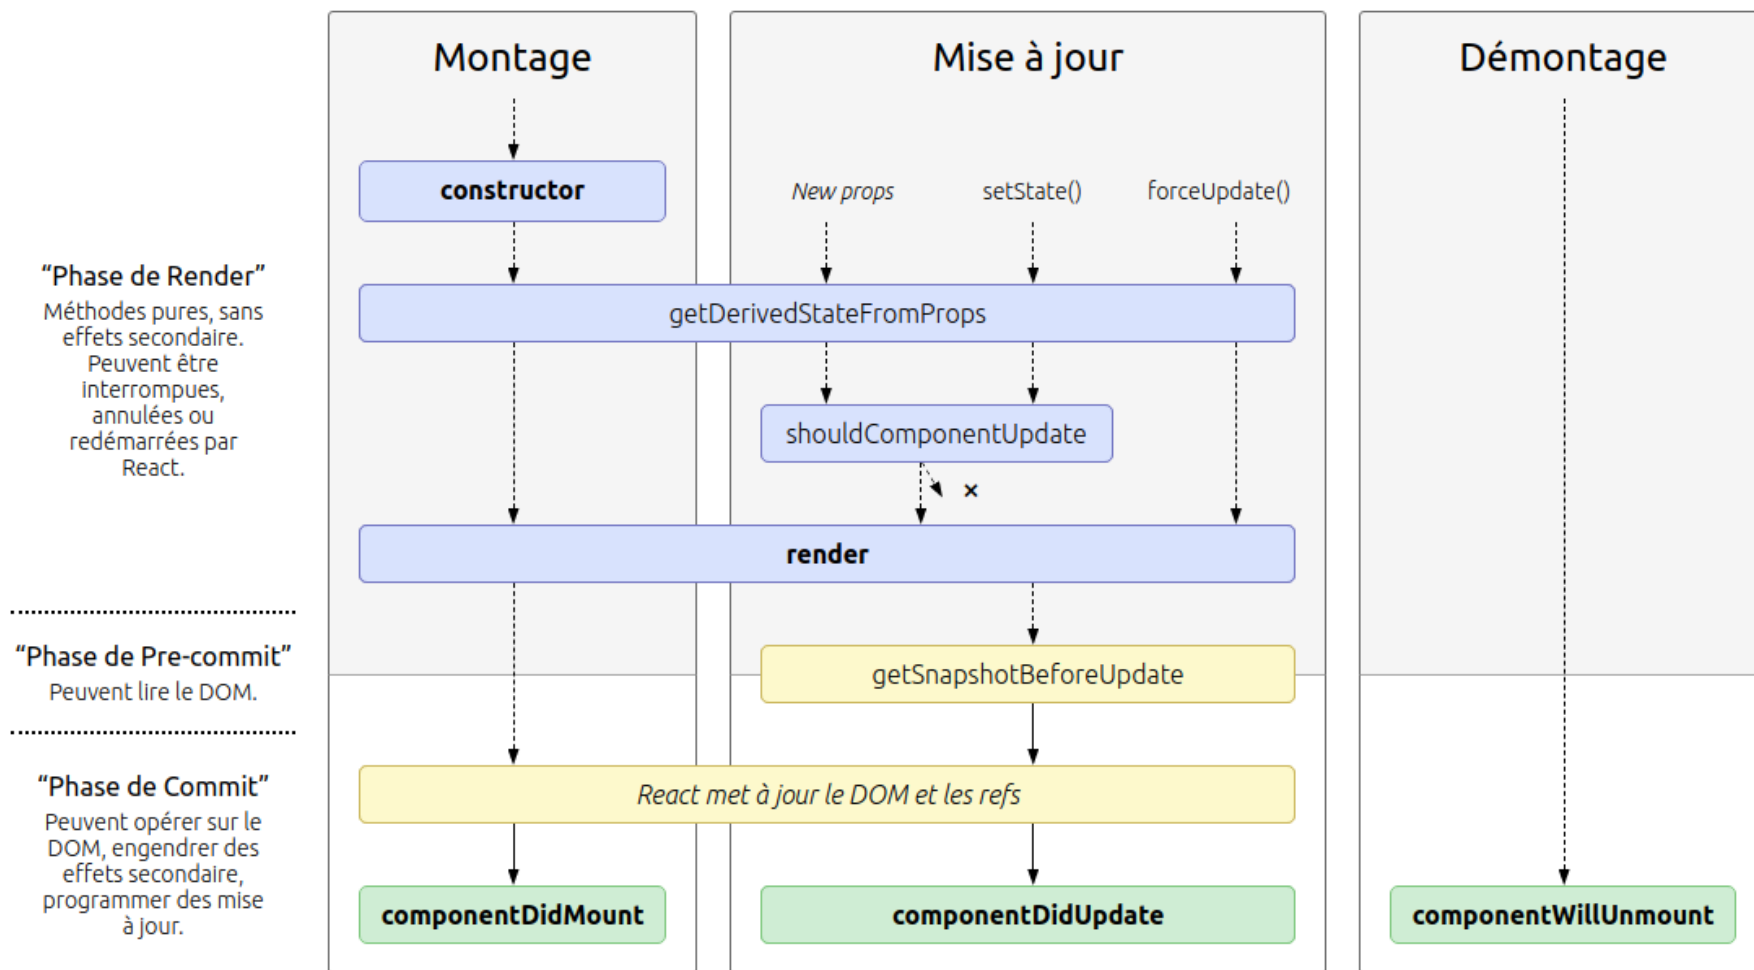 Montage
Mise à jour
Démontage
constructor
New props
setState()
forceUpdate()
“Phase de Render”
Méthodes pures, sans
effets secondaire.
Peuvent être
interrompues,
annulées ou
redémarrées par
React.
getDerivedStateFromProps
shouldComponentUpdate
×
render
“Phase de Pre-commit”
Peuvent lire le DOM.
getSnapshotBeforeUpdate
“Phase de Commit”
Peuvent opérer sur le
DOM, engendrer des
effets secondaire,
programmer des mise
à jour.
React met à jour le DOM et les refs
componentDidMount
componentDidUpdate
componentWillUnmount